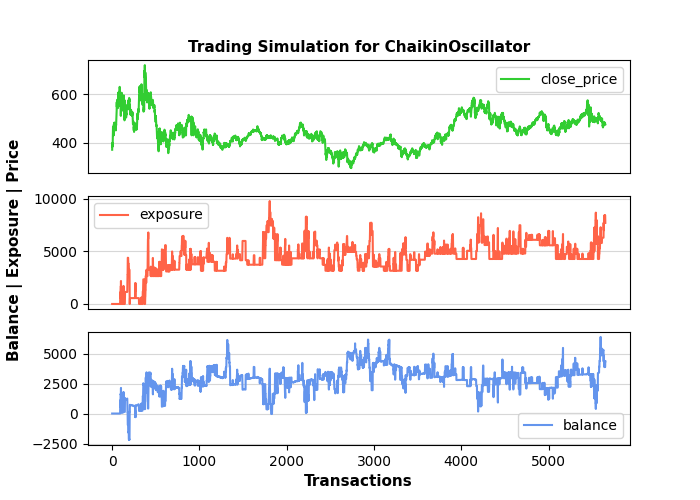 Trading Simulation for ChaikinOscillator
600
400
close_price
10000
5000
0
exposure
5000
2500
0
−2500
balance
0
1000
2000
3000
4000
5000
Transactions
Balance | Exposure | Price